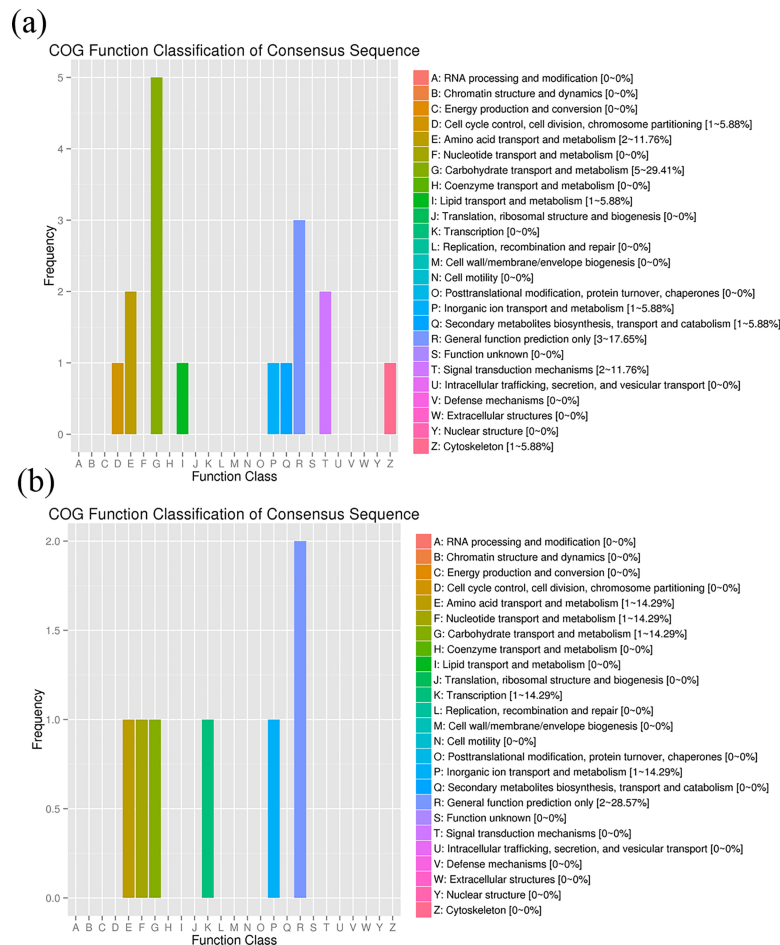 (a)
COG Function Classification of Consensus Sequence
5
4
3
2
1
0
Frequency
A B C D E F G H I J K L M N O P Q R S T U V W Y Z
Function Class
A: RNA processing and modification [0~0%]
B: Chromatin structure and dynamics [0~0%]
C: Energy production and conversion [0~0%]
D: Cell cycle control, cell division, chromosome partitioning [1~5.88%]
E: Amino acid transport and metabolism [2~11.76%]
F: Nucleotide transport and metabolism [0~0%]
G: Carbohydrate transport and metabolism [5~29.41%]
H: Coenzyme transport and metabolism [0~0%]
I: Lipid transport and metabolism [1~5.88%]
J: Translation, ribosomal structure and biogenesis [0~0%]
K: Transcription [0~0%]
L: Replication, recombination and repair [0~0%]
M: Cell wall/membrane/envelope biogenesis [0~0%]
N: Cell motility [0~0%]
O: Posttranslational modification, protein turnover, chaperones [0~0%]
P: Inorganic ion transport and metabolism [1~5.88%]
Q: Secondary metabolites biosynthesis, transport and catabolism [1~5.88%]
R: General function prediction only [3~17.65%]
S: Function unknown [0~0%]
T: Signal transduction mechanisms [2~11.76%]
U: Intracellular trafficking, secretion, and vesicular transport [0~0%]
V: Defense mechanisms [0~0%]
W: Extracellular structures [0~0%]
Y: Nuclear structure [0~0%]
Z: Cytoskeleton [1~5.88%]
(b)
COG Function Classification of Consensus Sequence
2.0
1.5
1.0
0.5
0.0
Frequency
A B C D E F G H I J K L M N O P Q R S T U V W Y Z
Function Class
A: RNA processing and modification [0~0%]
B: Chromatin structure and dynamics [0~0%]
C: Energy production and conversion [0~0%]
D: Cell cycle control, cell division, chromosome partitioning [0~0%]
E: Amino acid transport and metabolism [1~14.29%]
F: Nucleotide transport and metabolism [1~14.29%]
G: Carbohydrate transport and metabolism [1~14.29%]
H: Coenzyme transport and metabolism [0~0%]
I: Lipid transport and metabolism [0~0%]
J: Translation, ribosomal structure and biogenesis [0~0%]
K: Transcription [1~14.29%]
L: Replication, recombination and repair [0~0%]
M: Cell wall/membrane/envelope biogenesis [0~0%]
N: Cell motility [0~0%]
O: Posttranslational modification, protein turnover, chaperones [0~0%]
P: Inorganic ion transport and metabolism [1~14.29%]
Q: Secondary metabolites biosynthesis, transport and catabolism [0~0%]
R: General function prediction only [2~28.57%]
S: Function unknown [0~0%]
T: Signal transduction mechanisms [0~0%]
U: Intracellular trafficking, secretion, and vesicular transport [0~0%]
V: Defense mechanisms [0~0%]
W: Extracellular structures [0~0%]
Y: Nuclear structure [0~0%]
Z: Cytoskeleton [0~0%]